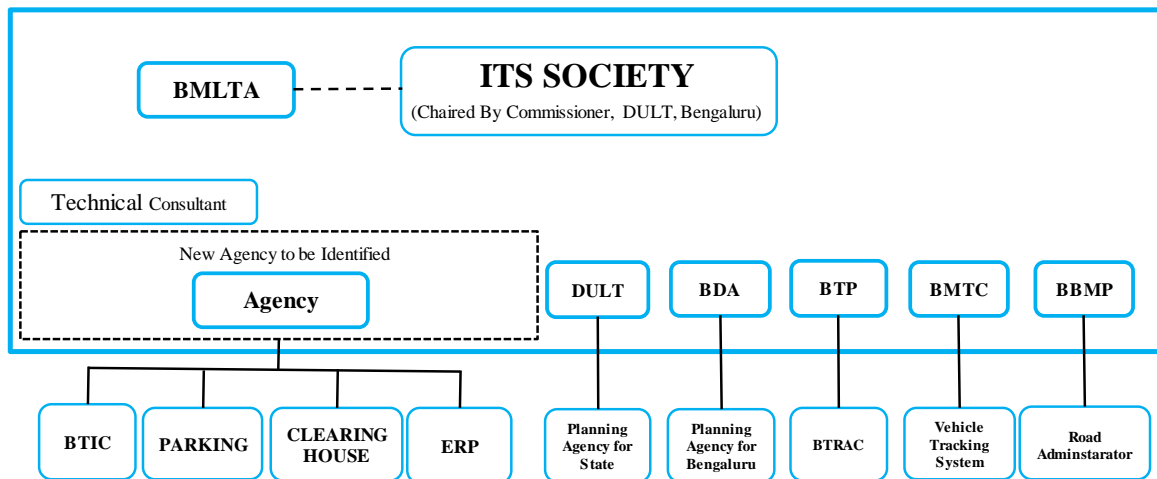 ITS SOCIETY
BMLTA
(Chaired By Commissioner, DULT, Bengaluru)
Technical Consultant
New Agency to be Identified
Agency
DULT
BDA
BTP
BMTC
BBMP
BTIC
PARKING
CLEARING
HOUSE
ERP
Planning
Agency for
State
Planning
Agency for
Bengaluru
BTRAC
Vehicle
Tracking
System
Road
Adminstarator